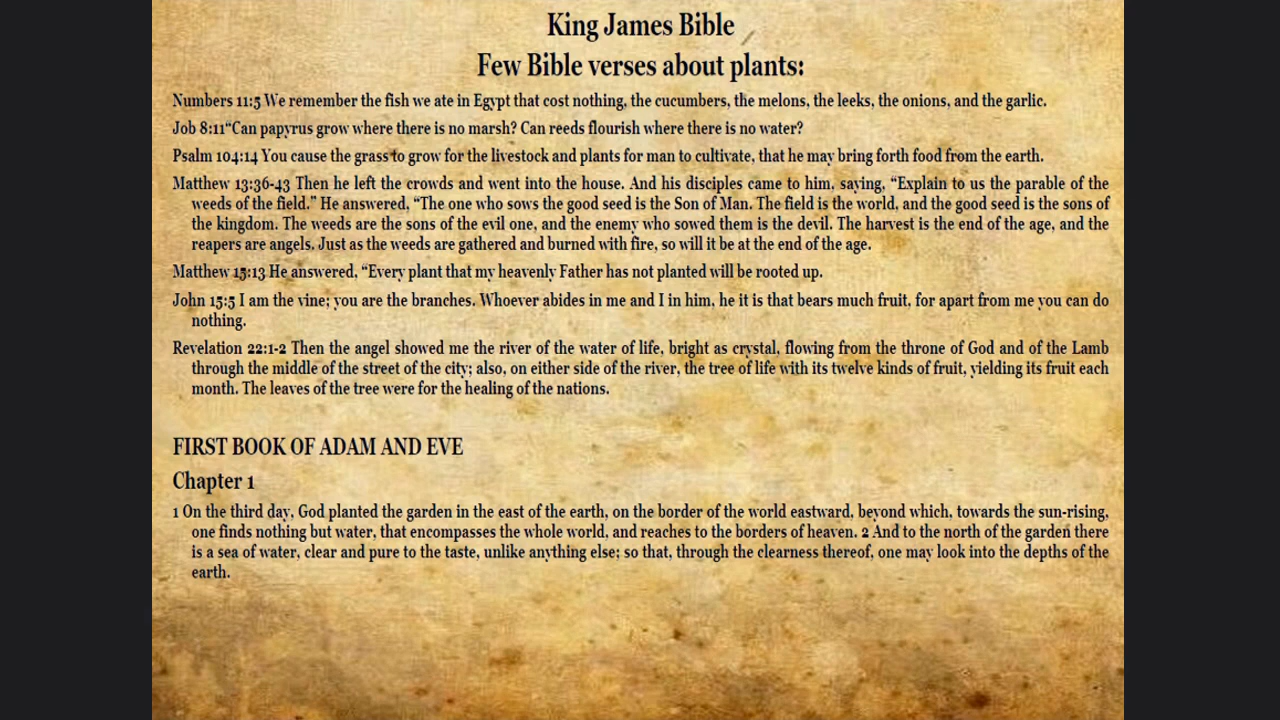 King James Bible
Few Bible verses about plants:
Numbers 11:5 We remember the fish we ate in Egypt that cost nothing, the cucumbers, the melons, the leeks, the onions, and the garlic.
Job 8:11“Can papyrus grow where there is no marsh? Can reeds flourish where there is no water?
Psalm 104:14 You cause the grass to grow for the livestock and plants for man to cultivate, that he may bring forth food from the earth.
Matthew 13:36-43 Then he left the crowds and went into the house. And his disciples came to him, saying, “Explain to us the parable of the
weeds of the field.” He answered, “The one who sows the good seed is the Son of Man. The field is the world, and the good seed is the sons of
the kingdom. The weeds are the sons of the evil one, and the enemy who sowed them is the devil. The harvest is the end of the age, and the
reapers are angels. Just as the weeds are gathered and burned with fire, so will it be at the end of the age.
Matthew 15:13 He answered, “Every plant that my heavenly Father has not planted will be rooted up.
John 15:5 I am the vine; you are the branches. Whoever abides in me and I in him, he it is that bears much fruit, for apart from me you can do
nothing.
Revelation 22:1-2 Then the angel showed me the river of the water of life, bright as crystal, flowing from the throne of God and of the Lamb
through the middle of the street of the city; also, on either side of the river, the tree of life with its twelve kinds of fruit, yielding its fruit each
month. The leaves of the tree were for the healing of the nations.
FIRST BOOK OF ADAM AND EVE
Chapter 1
1 On the third day, God planted the garden in the east of the earth, on the border of the world eastward, beyond which, towards the sun-rising,
one finds nothing but water, that encompasses the whole world, and reaches to the borders of heaven. 2 And to the north of the garden there
is a sea of water, clear and pure to the taste, unlike anything else; so that, through the clearness thereof, one may look into the depths of the
earth.